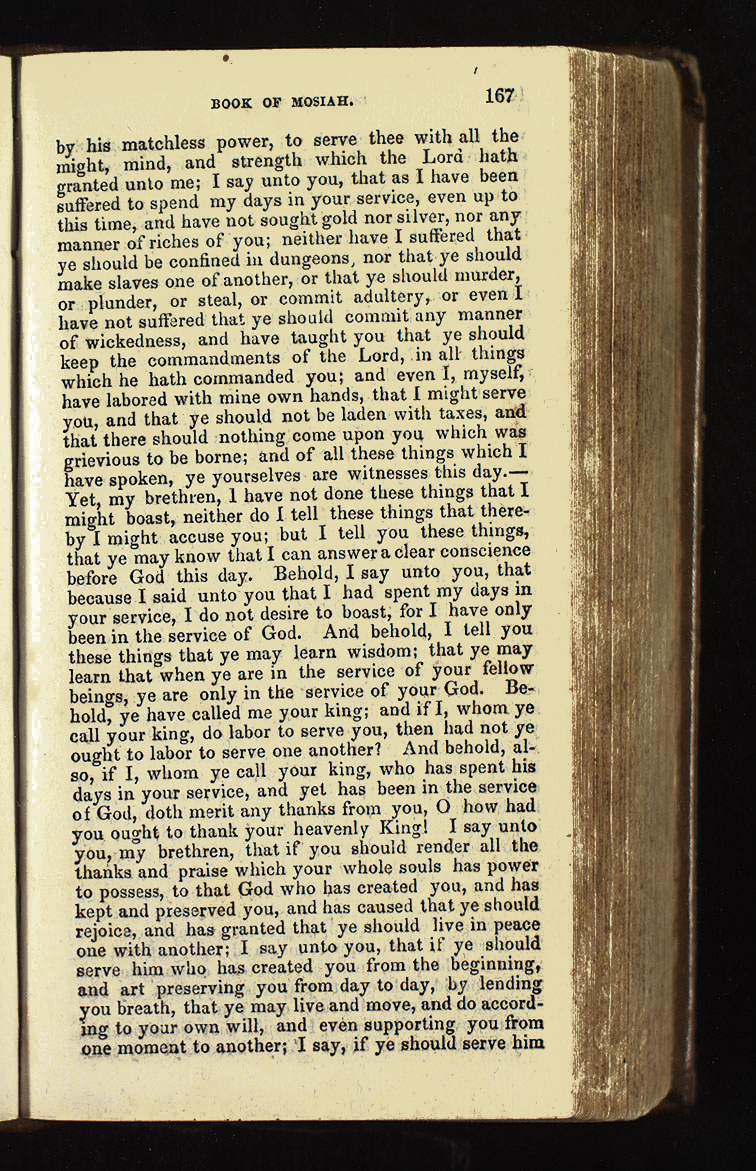 BOOK OF MOSIAH. 167
by his matchless power, to serve thee with all the
might, mind, and strength which the Lord hath
granted unto me; I say unto you, that as I have been
suffered to spend my days in your service, even up to
this time, and have not sought gold nor silver, nor any
manner of riches of you; neither have I suffered that
ye should be confined in dungeons, nor that ye should
make slaves one of another, or that ye should murder,
or plunder, or steal, or commit adultery, or even I
have not suffered that ye should commit any manner
of wickedness, and have taught you that ye should
keep the commandments of the Lord, in all things
which he hath commanded you; and even I, myself,
have labored with mine own hands, that I might serve
you, and that ye should not be laden with taxes, and
that there should nothing come upon you which was
grievious to be borne; and of all these things which I
have spoken, ye yourselves are witnesses this day.—
Yet, my brethren, I have not done these things that I
might boast, neither do I tell these things that there-
by I might accuse you; but I tell you these things,
that ye may know that I can answer a clear conscience
before God this day. Behold, I say unto you, that
because I said unto you that I had spent my days in
your service, I do not desire to boast, for I have only
been in the service of God. And behold, I tell you
these things that ye may learn wisdom; that ye may
learn that when ye are in the service of your fellow
beings, ye are only in the service of your God. Be-
hold, ye have called me your king; and if I, whom ye
call your king, do labor to serve you, then had not ye
ought to labor to serve one another? And behold, al-
so, if I, whom ye call your king, who has spent his
days in your service, and yet has been in the service
of God, doth merit any thanks from you, O how had
you ought to thank your heavenly King! I say unto
you, my brethren, that if you should render all the
thanks and praise which your whole souls has power
to possess, to that God who has created you, and has
kept and preserved you, and has caused that ye should
rejoice, and has granted that ye should live in peace
one with another; I say unto you, that if ye should
serve him who has created you from the beginning,
and art preserving you from day to day, by lending
you breath, that ye may live and move, and do accord-
ing to your own will, and even supporting you from
one moment to another; I say, if ye should serve him